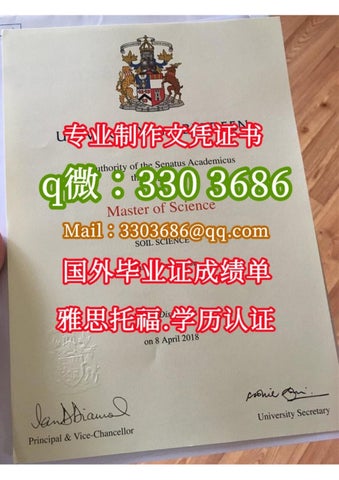 专业制作文凭证书
uthority of the Senatus Academicus
q微：330 3686
Master of Science
Mail：3303686@qq.com
SOIL SCIENCE
国外毕业证成绩单
雅思托福.学历认证
on 8 April 2018
Principal & Vice-Chancellor
University Secretary